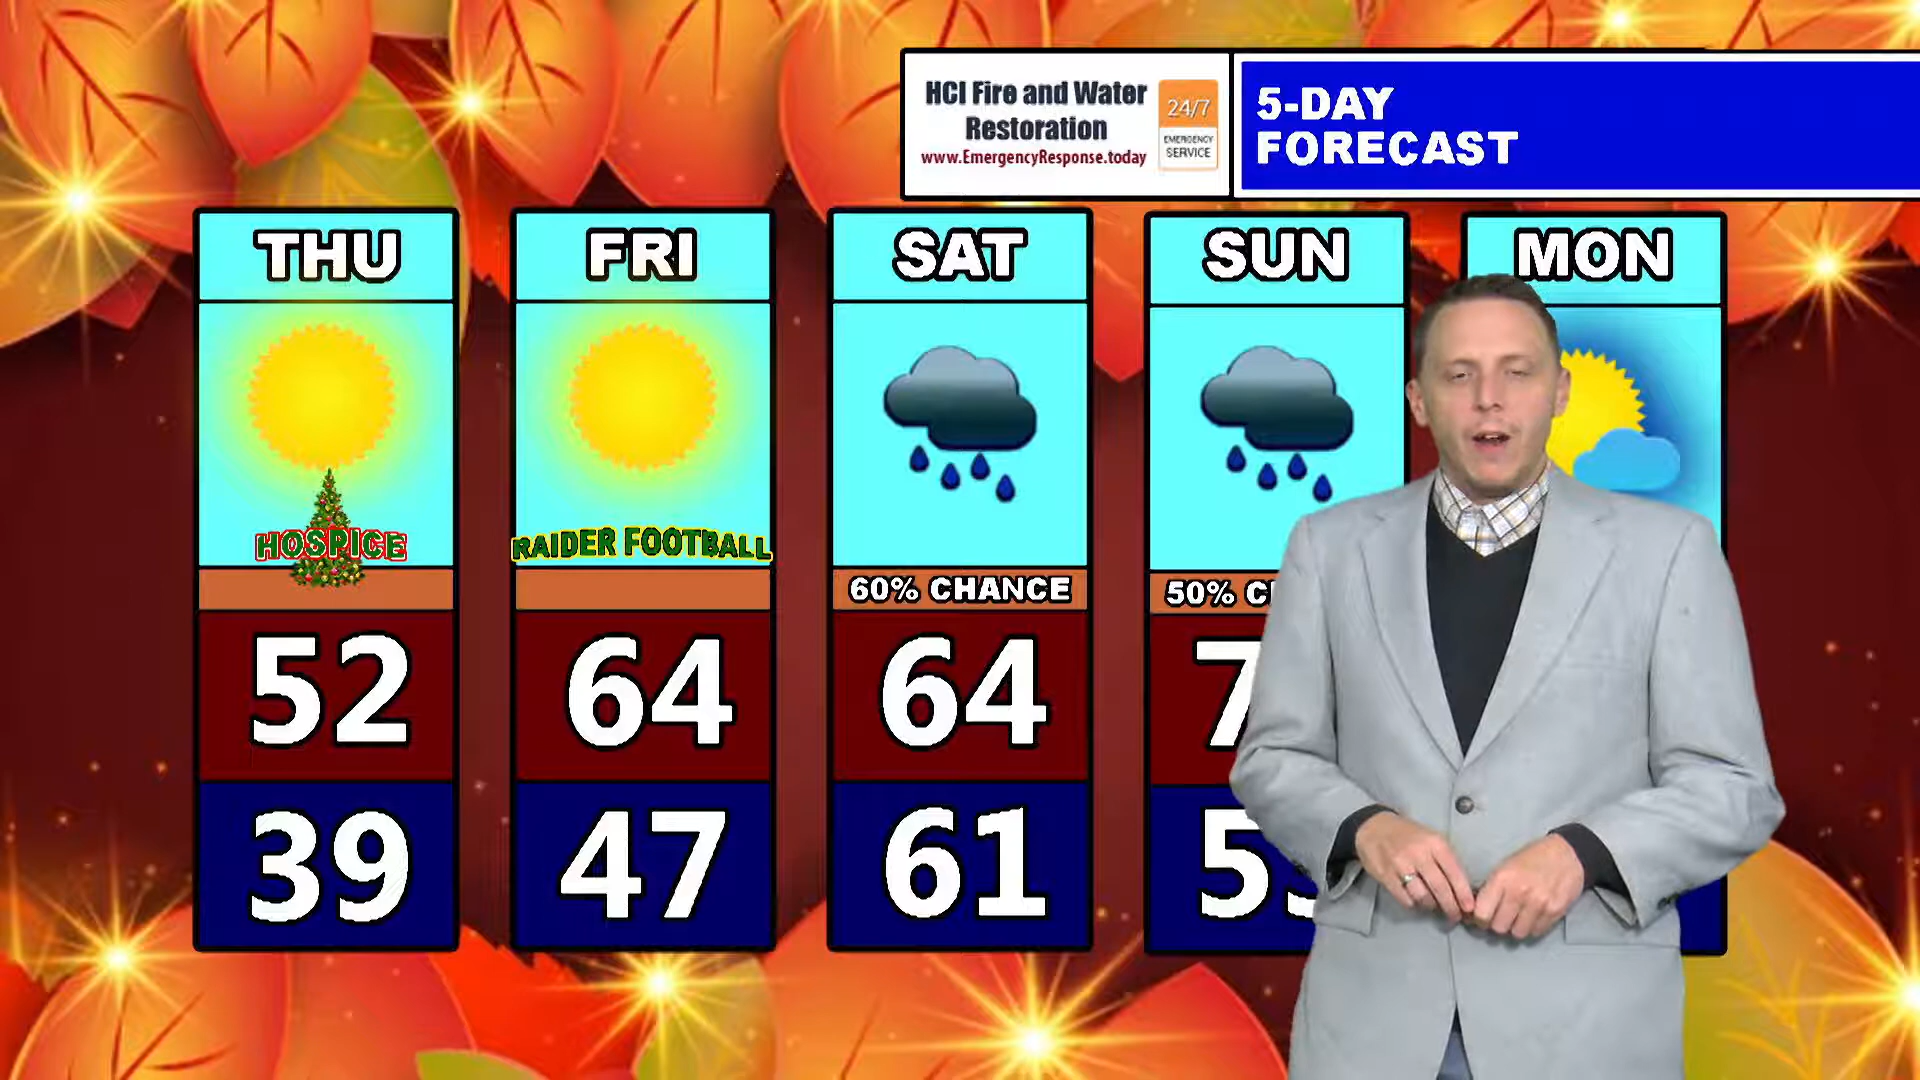 HCI Fire and Water
Restoration
www.EmergencyResponse.today
24/7
EMERGENCY
SERVICE
5-DAY
FORECAST
THU
FRI
SAT
SUN
MON
HOSPICE
RAIDER FOOTBALL
60% CHANCE
50%
52
64
64
39
47
61